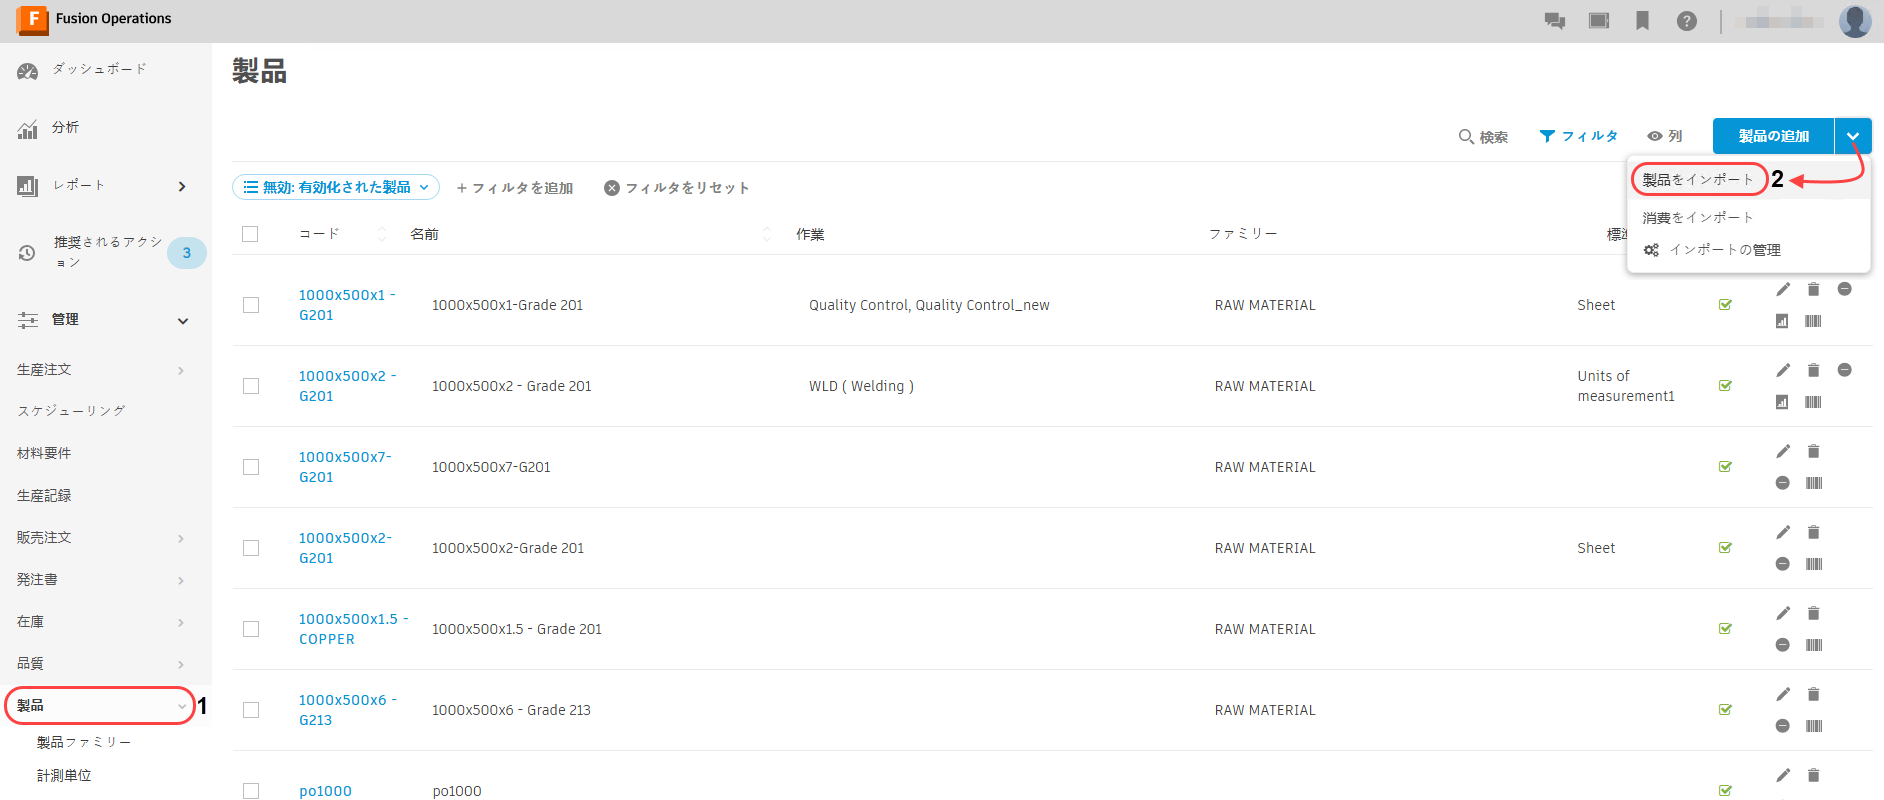 F Fusion Operations
?
ダッシュボード
分析
レポート
推奨されるアクシ
ョン
3
管理
生産注文
スケジューリング
材料要件
生産記録
販売注文
発注書
在庫
品質
製品
1
製品ファミリー
計測単位
製品
検索
フィルタ
列
製品の追加
製品をインポート
2
消費をインポート
インポートの管理
無効: 有効化された製品
+ フィルタを追加
フィルタをリセット
コード 名前 作業 ファミリー
1000x500x1 -
G201
1000x500x1-Grade 201
Quality Control, Quality Control_new
RAW MATERIAL
Sheet
1000x500x2 -
G201
1000x500x2 - Grade 201
WLD ( Welding )
RAW MATERIAL
Units of
measurement1
1000x500x7-
G201
1000x500x7-G201
RAW MATERIAL
1000x500x2-
G201
1000x500x2-Grade 201
RAW MATERIAL
Sheet
1000x500x1.5 -
COPPER
1000x500x1.5 - Grade 201
RAW MATERIAL
1000x500x6 -
G213
1000x500x6 - Grade 213
RAW MATERIAL
po1000
po1000